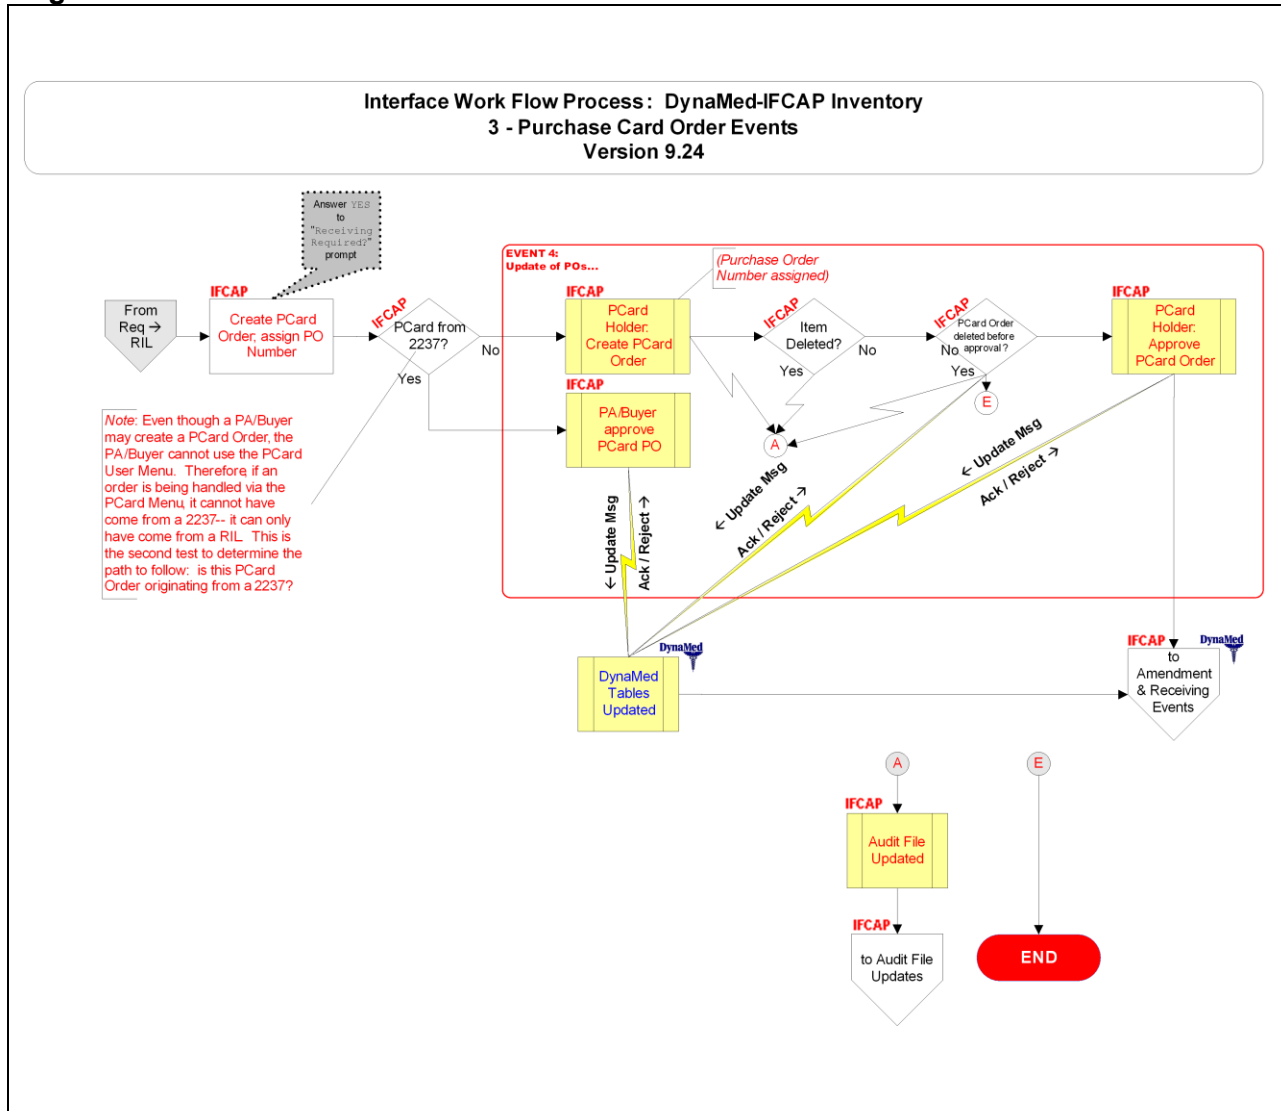 Interface Work Flow Process: DynaMed-IFCAP Inventory
3 - Purchase Card Order Events
Version 9.24
Answer YES
to
"Receiving
Required?"
prompt
From
Req →
RIL
IFCAP
Create PCard
Order; assign PO
Number
IFCAP
PCard from
2237?
No
Yes
EVENT 4:
Update of POs...
(Purchase Order
Number assigned)
IFCAP
PCard
Holder:
Create PCard
Order
IFCAP
Item
Deleted?
No
Yes
IFCAP
PCard Order
deleted before
approval?
No
Yes
IFCAP
PCard
Holder:
Approve
PCard Order
IFCAP
PA/Buyer
approve
PCard PO
E
A
Note: Even though a PA/Buyer
may create a PCard Order, the
PA/Buyer cannot use the PCard
User Menu. Therefore, if an
order is being handled via the
PCard Menu, it cannot have
come from a 2237-- it can only
have come from a RIL. This is
the second test to determine the
path to follow: is this PCard
Order originating from a 2237?
← Update Msg
Ack / Reject →
← Update Msg
Ack / Reject →
← Update Msg
Ack / Reject →
DynaMed
DynaMed
Tables
Updated
IFCAP
DynaMed
to
Amendment
& Receiving
Events
A
E
IFCAP
Audit File
Updated
IFCAP
to Audit File
Updates
END